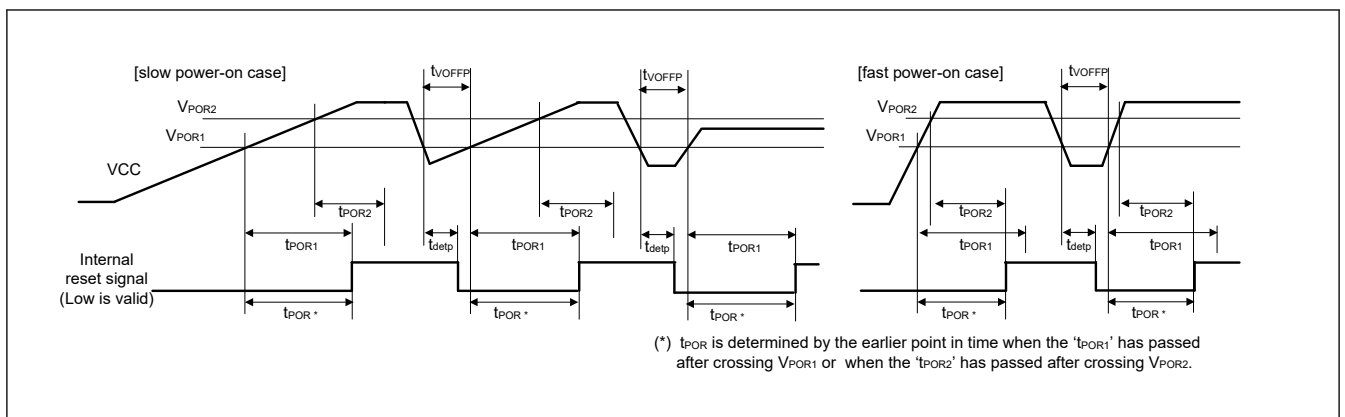 [slow power-on case]
tVOFFP
tVOFFP
[fast power-on case]
tVOFFP
VPOR2
VPOR1
VCC
VPOR2
VPOR1
tPOR2
tPOR2
tPOR2
tPOR2
tPOR1
tdetp
tPOR1
tdetp
tPOR1
tPOR1
tdetp
tPOR1
Internal
reset signal
(Low is valid)
tPOR *
tPOR *
tPOR *
tPOR *
tPOR *
(*) tPOR is determined by the earlier point in time when the ‘tPOR1’ has passed
after crossing VPOR1 or when the ‘tPOR2’ has passed after crossing VPOR2.